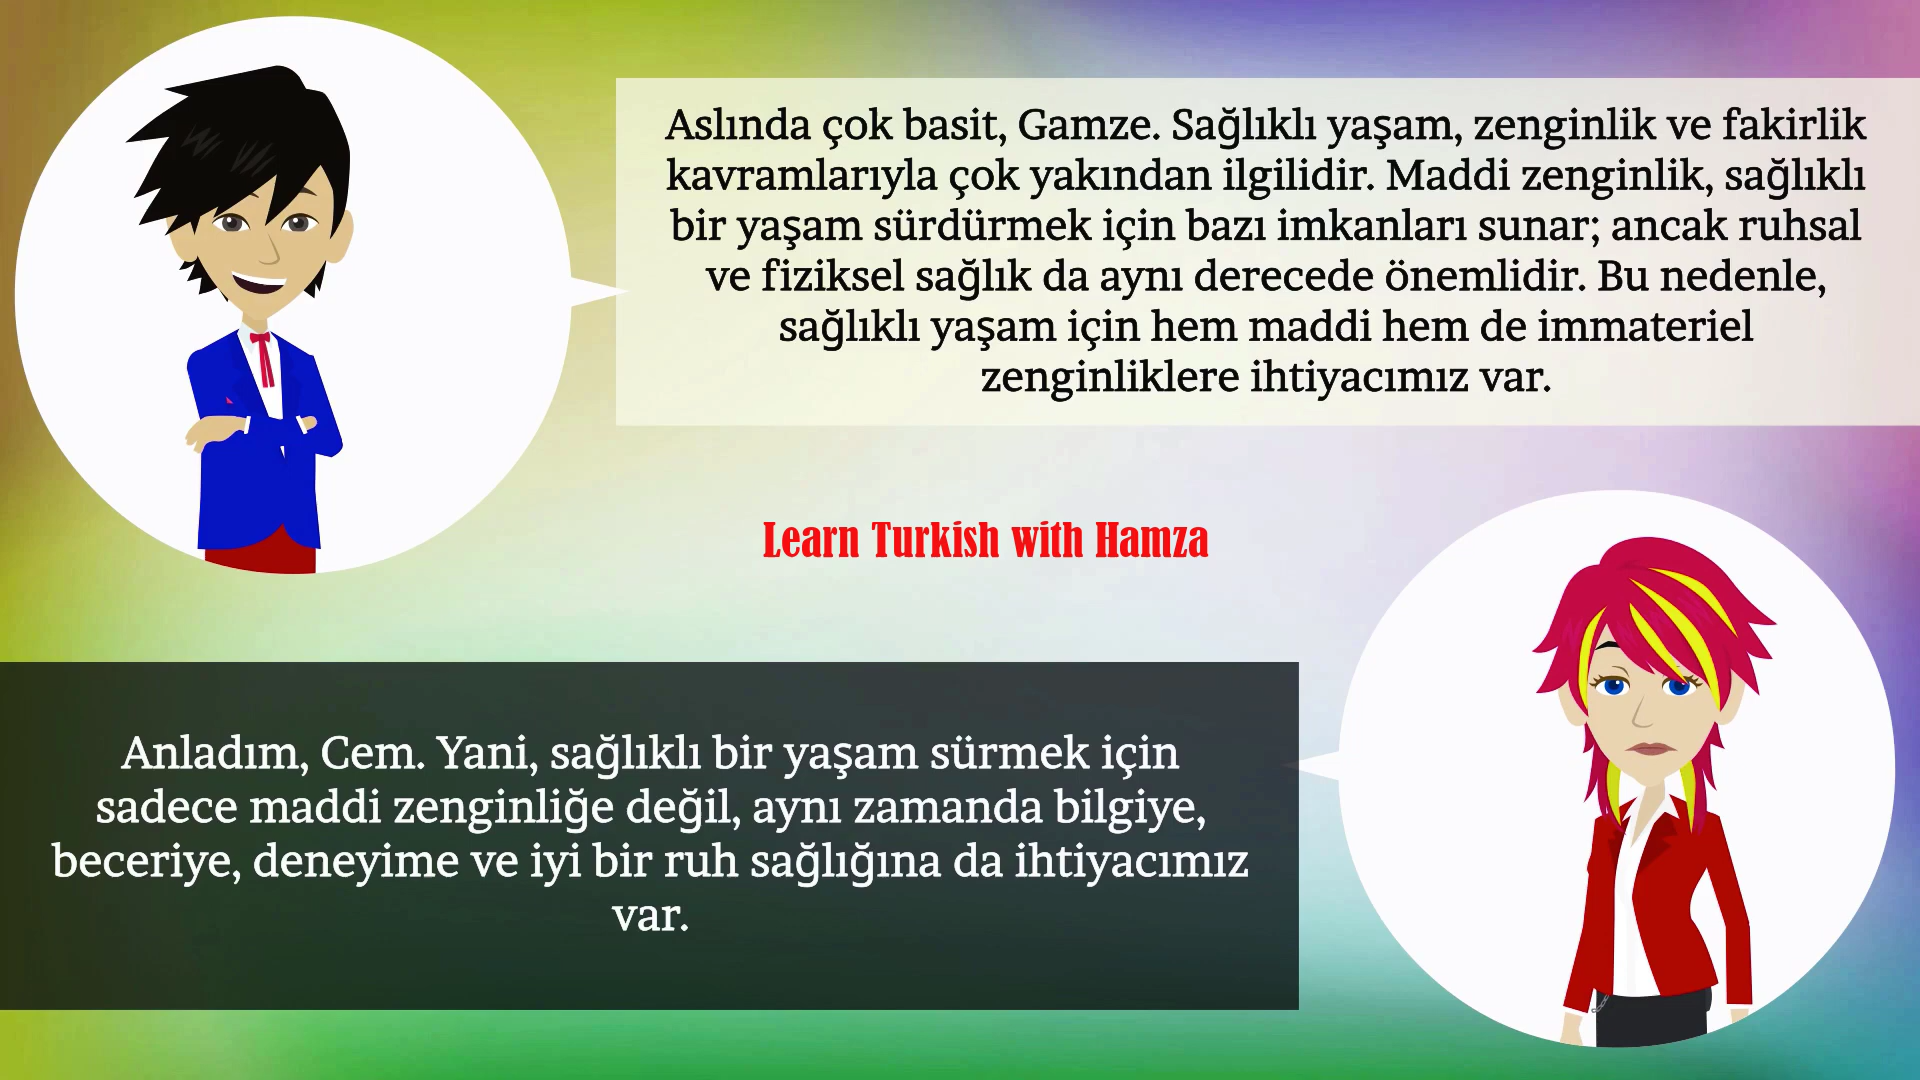 Aslında çok basit, Gamze. Sağlıklı yaşam, zenginlik ve fakirlik
kavramlarıyla çok yakından ilgilidir. Maddi zenginlik, sağlıklı
bir yaşam sürdürmek için bazı imkanları sunar; ancak ruhsal
ve fiziksel sağlık da aynı derecede önemlidir. Bu nedenle,
sağlıklı yaşam için hem maddi hem de immateriel
zenginliklere ihtiyacımız var.
Learn Turkish with Hamza
Anladım, Cem. Yani, sağlıklı bir yaşam sürmek için
sadece maddi zenginliğe değil, aynı zamanda bilgiye,
beceriye, deneyime ve iyi bir ruh sağlığına da ihtiyacımız
var.